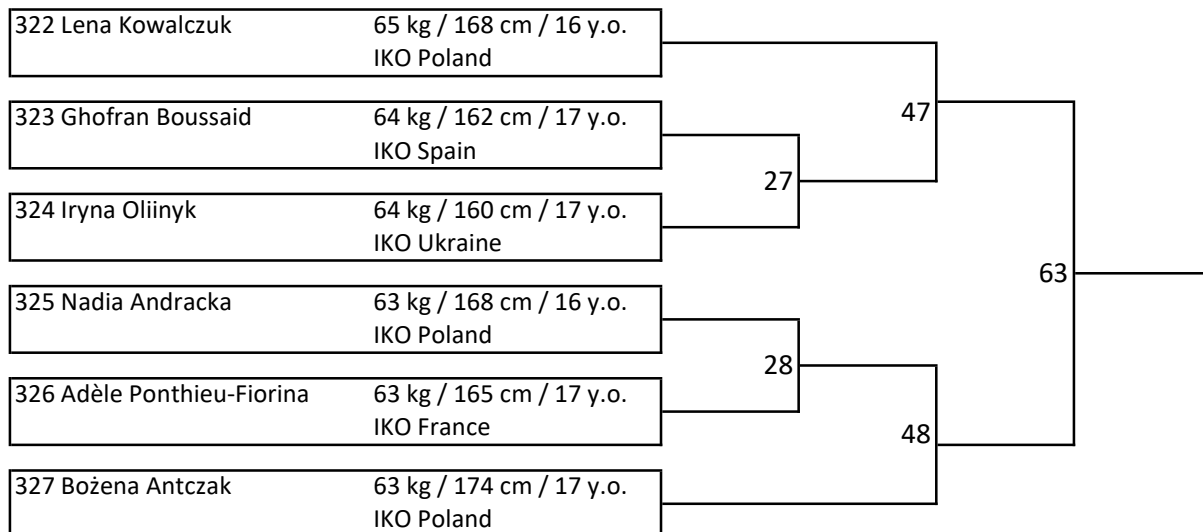 322 Lena Kowalczuk 65 kg / 168 cm / 16 y.o.
IKO Poland
47
323 Ghofran Boussaid 64 kg / 162 cm / 17 y.o.
IKO Spain
27
324 Iryna Oliinyk 64 kg / 160 cm / 17 y.o.
IKO Ukraine
63
325 Nadia Andracka 63 kg / 168 cm / 16 y.o.
IKO Poland
28
326 Adèle Ponthieu-Fiorina 63 kg / 165 cm / 17 y.o.
IKO France
48
327 Bożena Antczak 63 kg / 174 cm / 17 y.o.
IKO Poland